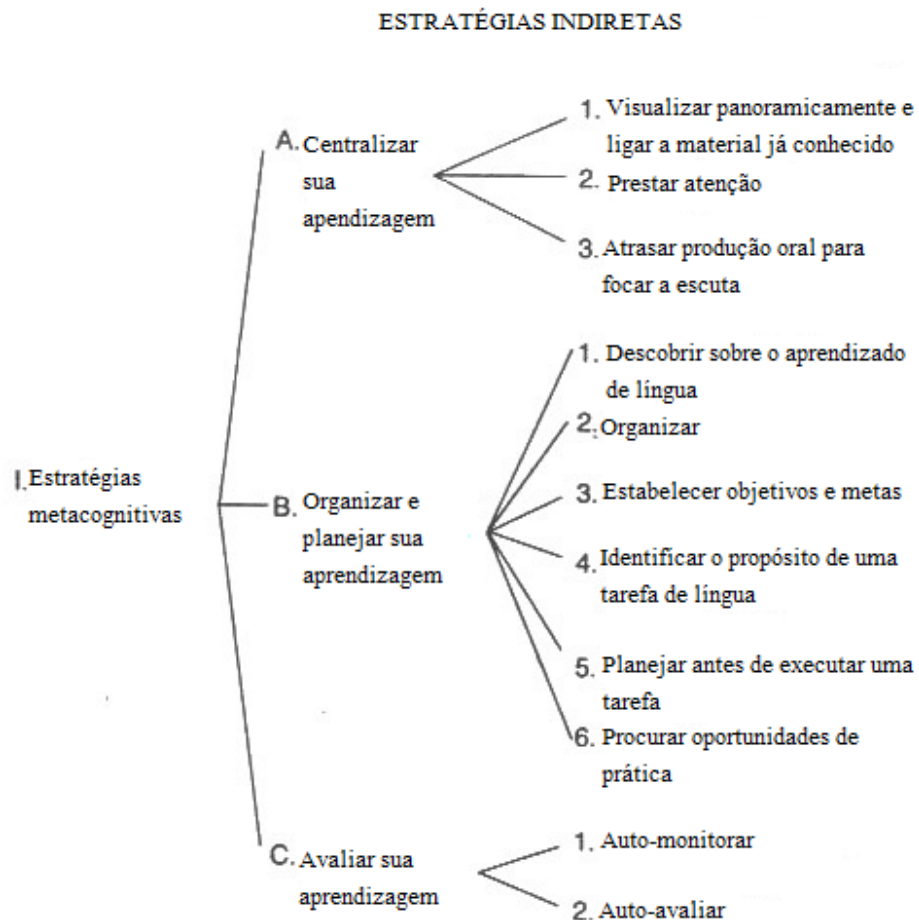 ESTRATÉGIAS INDIRETAS
A. Centralizar
sua
apendizagem
1. Visualizar panoramicamente e
ligar a material já conhecido
2. Prestar atenção
3. Atrasar produção oral para
focar a escuta
I. Estratégias
metacognitivas
B. Organizar e
planejar sua
aprendizagem
1. Descobrir sobre o aprendizado
de língua
2. Organizar
3. Estabelecer objetivos e metas
4. Identificar o propósito de uma
tarefa de língua
5. Planejar antes de executar uma
tarefa
6. Procurar oportunidades de
prática
C. Avaliar sua
aprendizagem
1. Auto-monitorar
2. Auto-avaliar